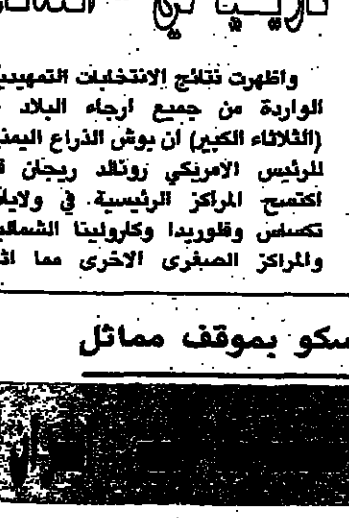 واظهرت نتائج الانتخابات التمهيدية
الواردة من جميع ارجاء البلاد
(الثلاثاء الكبير) ان بوش الذراع اليمنى
للرئيس الامريكي رونالد ريجان
اكتسح المراكز الرئيسية في ولايات
تكساس وفلوريدا وكارولينا الشمالية
والمراكز الصغرى الاخرى مما
سكو بموقف مماثل